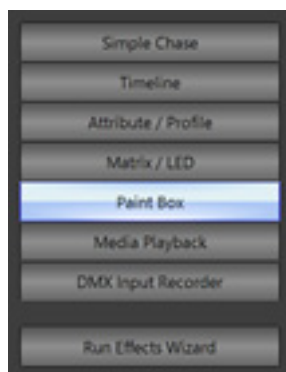 Simple Chase
Timeline
Attribute / Profile
Matrix / LED
Paint Box
Media Playback
DMX Input Recorder
Run Effects Wizard